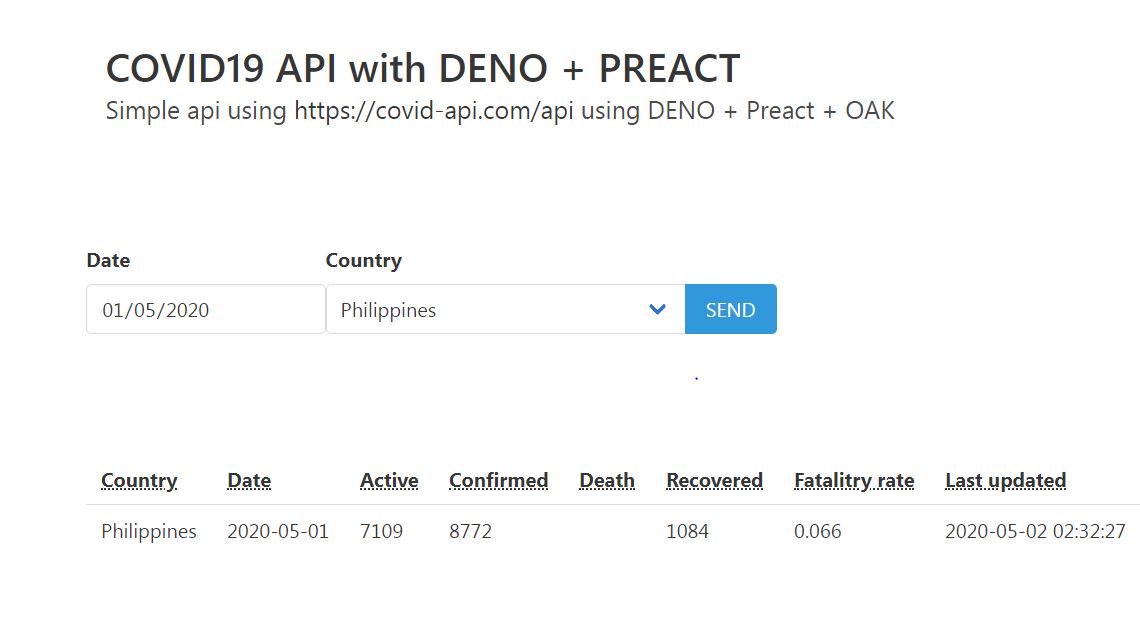 COVID19 API with DENO + PREACT
Simple api using https://covid-api.com/api using DENO + Preact + OAK
Date Country
01/05/2020 Philippines SEND
Country Date Active Confirmed Death Recovered Fatalitry rate Last updated
Philippines 2020-05-01 7109 8772 1084 0.066 2020-05-02 02:32:27